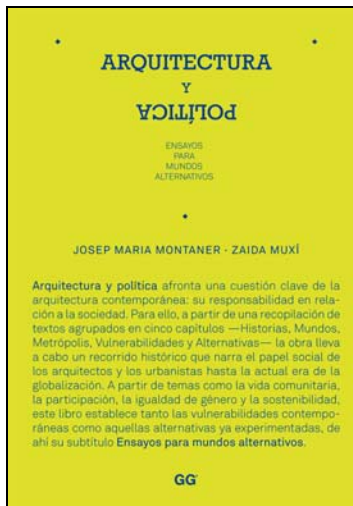 ARQUITECTURA
Y
POLÍTICA
ENSAYOS
PARA
MUNDOS
ALTERNATIVOS
JOSEP MARIA MONTANER · ZAIDA MUXÍ
Arquitectura y política afronta una cuestión clave de la
arquitectura contemporánea: su responsabilidad en rela-
ción a la sociedad. Para ello, a partir de una recopilación de
textos agrupados en cinco capítulos —Historias, Mundos,
Metrópolis, Vulnerabilidades y Alternativas— la obra lleva
a cabo un recorrido histórico que narra el papel social de
los arquitectos y los urbanistas hasta la actual era de la
globalización. A partir de temas como la vida comunitaria,
la participación, la igualdad de género y la sostenibilidad,
este libro establece tanto las vulnerabilidades contempo-
ráneas como aquellas alternativas ya experimentadas, de
ahí su subtítulo Ensayos para mundos alternativos.
GG®